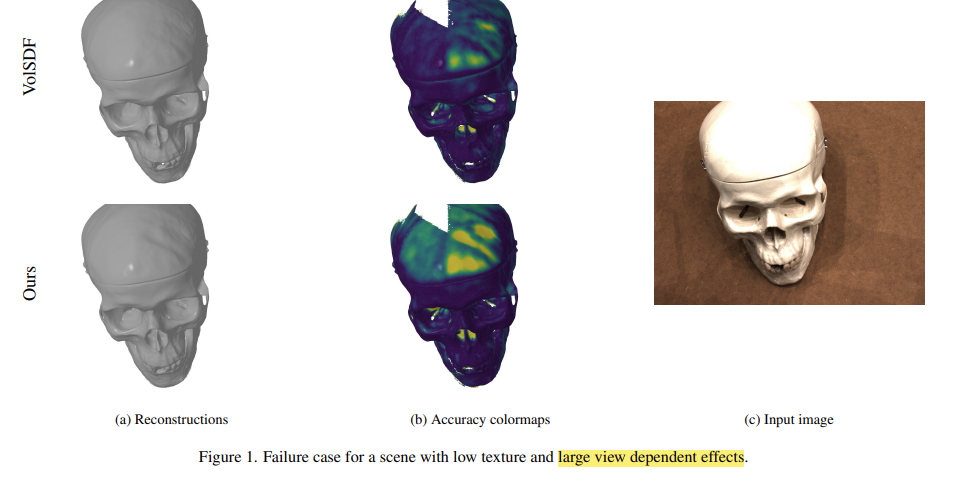 VolSDF
Ours
(a) Reconstructions
(b) Accuracy colormaps
(c) Input image
Figure 1. Failure case for a scene with low texture and large view dependent effects.